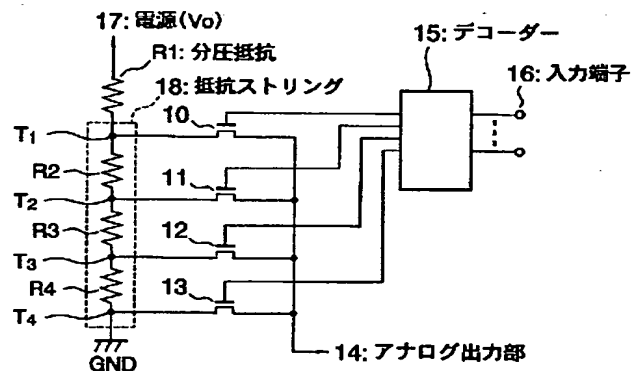 17: 電源(Vo)
R1: 分圧抵抗
18: 抵抗ストリング
15: デコーダー
16: 入力端子
10
T1
R2
11
T2
R3
12
T3
R4
13
T4
GND
14: アナログ出力部